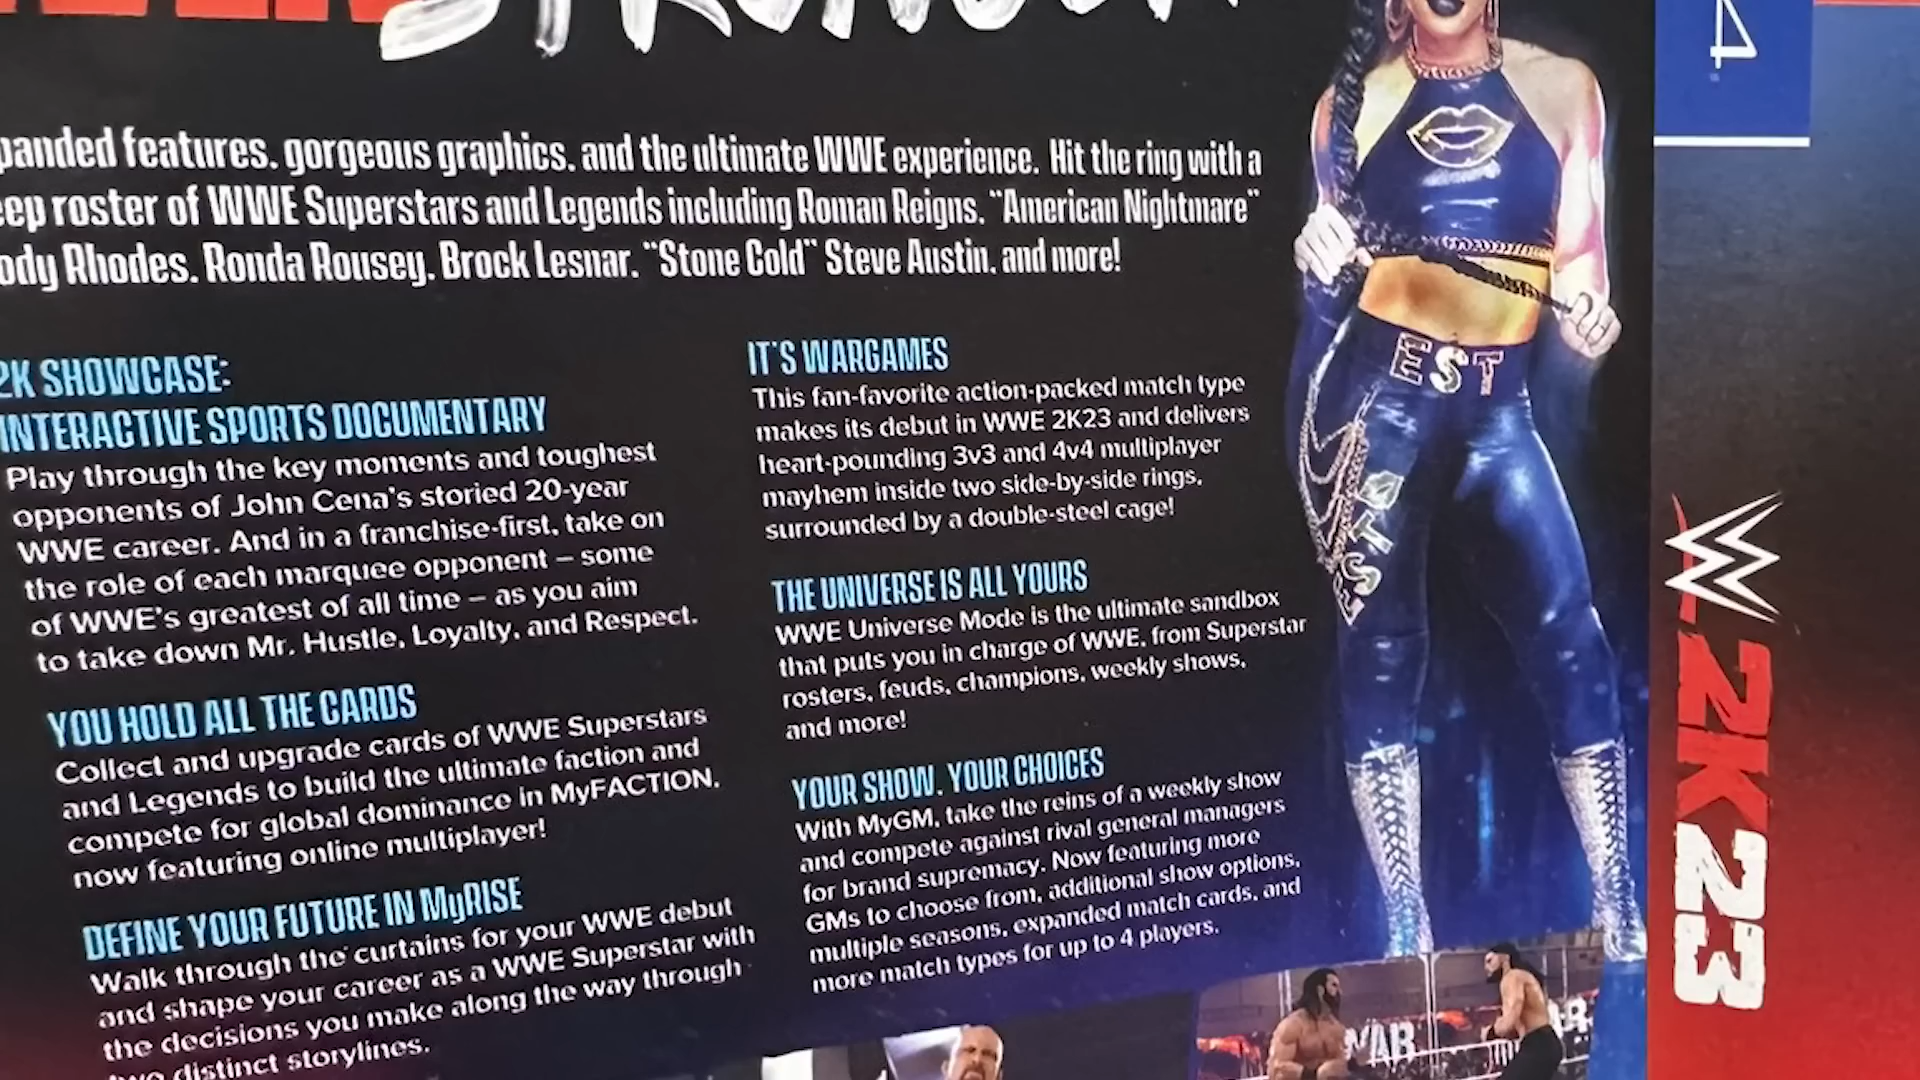 STRONGER
panded features, gorgeous graphics, and the ultimate WWE experience. Hit the ring with a
eep roster of WWE Superstars and Legends including Roman Reigns, "American Nightmare"
ody Rhodes, Ronda Rousey, Brock Lesnar, "Stone Cold" Steve Austin, and more!
2K SHOWCASE:
INTERACTIVE SPORTS DOCUMENTARY
Play through the key moments and toughest
opponents of John Cena's storied 20-year
WWE career. And in a franchise-first, take on
the role of each marquee opponent – some
of WWE's greatest of all time – as you aim
to take down Mr. Hustle, Loyalty, and Respect.
YOU HOLD ALL THE CARDS
Collect and upgrade cards of WWE Superstars
and Legends to build the ultimate faction and
compete for global dominance in MyFACTION,
now featuring online multiplayer!
DEFINE YOUR FUTURE IN MyRISE
Walk through the curtains for your WWE debut
and shape your career as a WWE Superstar with
the decisions you make along the way through
two distinct storylines.
IT'S WARGAMES
This fan-favorite action-packed match type
makes its debut in WWE 2K23 and delivers
heart-pounding 3v3 and 4v4 multiplayer
mayhem inside two side-by-side rings,
surrounded by a double-steel cage!
THE UNIVERSE IS ALL YOURS
WWE Universe Mode is the ultimate sandbox
that puts you in charge of WWE, from Superstar
rosters, feuds, champions, weekly shows,
and more!
YOUR SHOW. YOUR CHOICES
With MyGM, take the reins of a weekly show
and compete against rival general managers
for brand supremacy. Now featuring more
GMs to choose from, additional show options,
multiple seasons, expanded match cards, and
more match types for up to 4 players.
EST
WAR
4
W 2K23